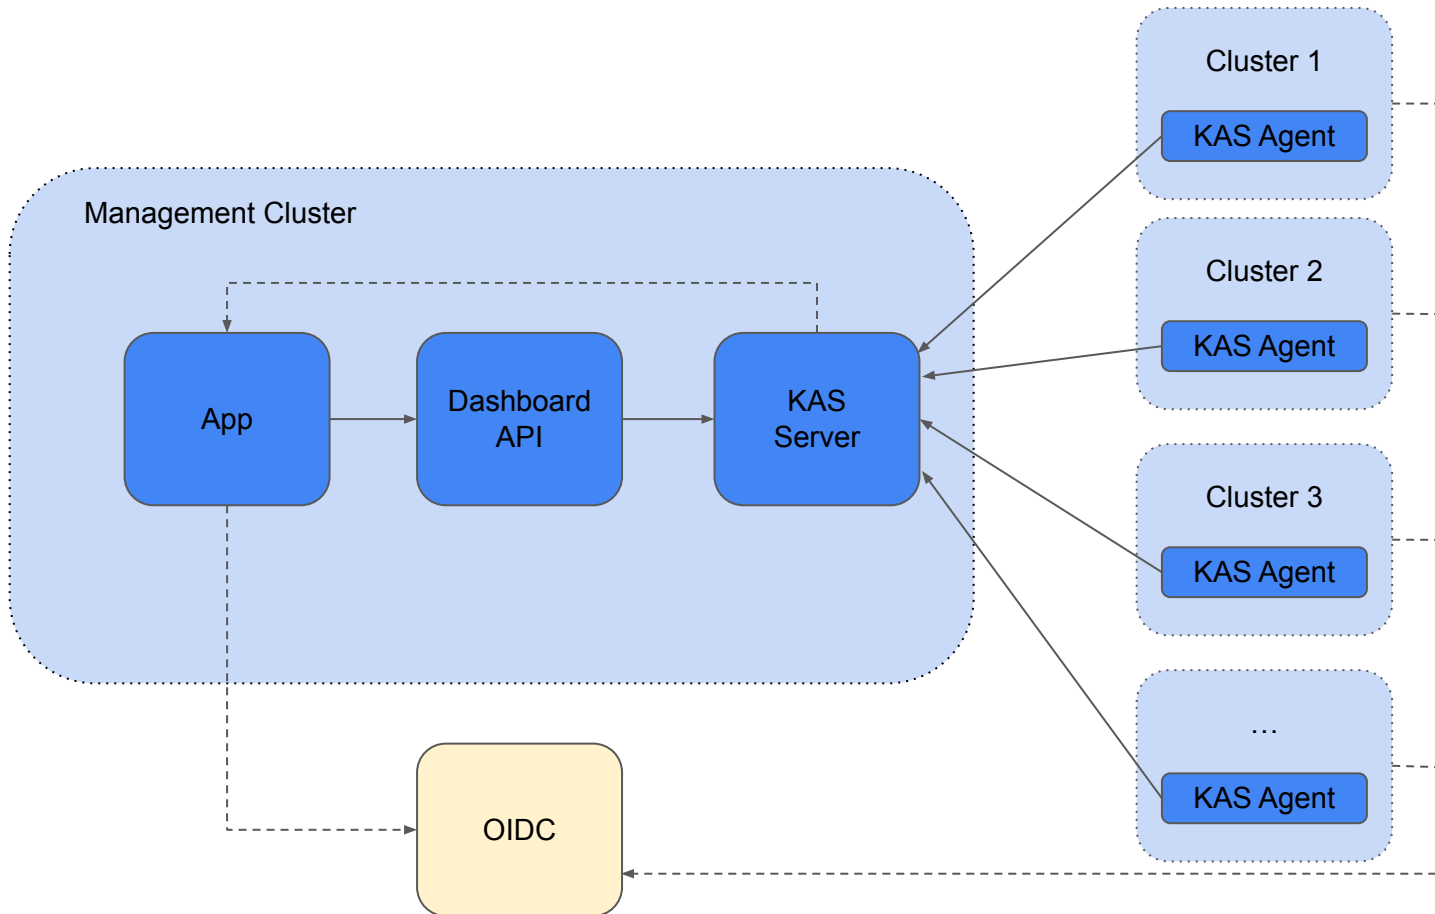 Management Cluster
App
Dashboard
API
KAS
Server
OIDC
Cluster 1
KAS Agent
Cluster 2
KAS Agent
Cluster 3
KAS Agent
...
KAS Agent